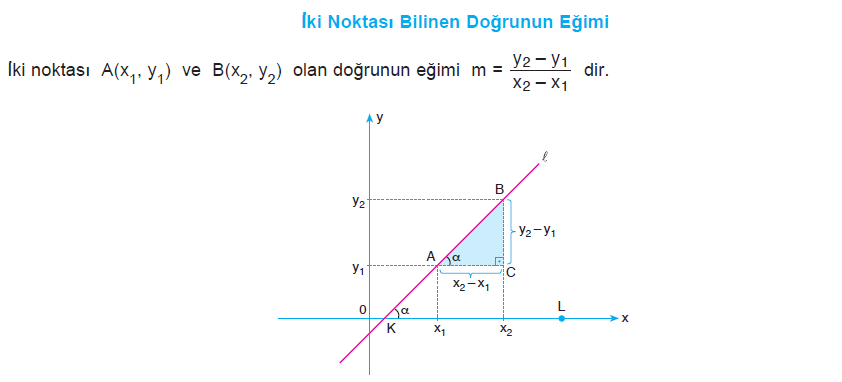 İki Noktası Bilinen Doğrunun Eğimi
İki noktası A(x₁, y₁) ve B(x₂, y₂) olan doğrunun eğimi m = (y₂ – y₁)/(x₂ – x₁) dir.
y
ℓ
B
y₂
y₂–y₁
A α
y₁
C
x₂–x₁
0 α L
x
K x₁ x₂